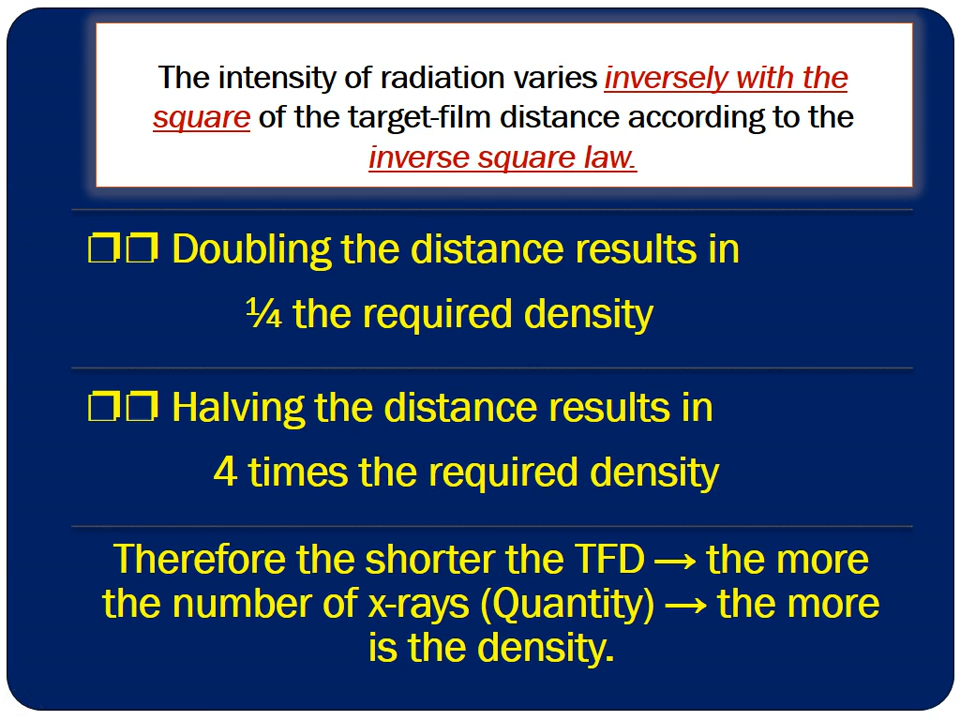 The intensity of radiation varies inversely with the
square of the target-film distance according to the
inverse square law.
❒❒ Doubling the distance results in
¼ the required density
❒❒ Halving the distance results in
4 times the required density
Therefore the shorter the TFD → the more
the number of x-rays (Quantity) → the more
is the density.